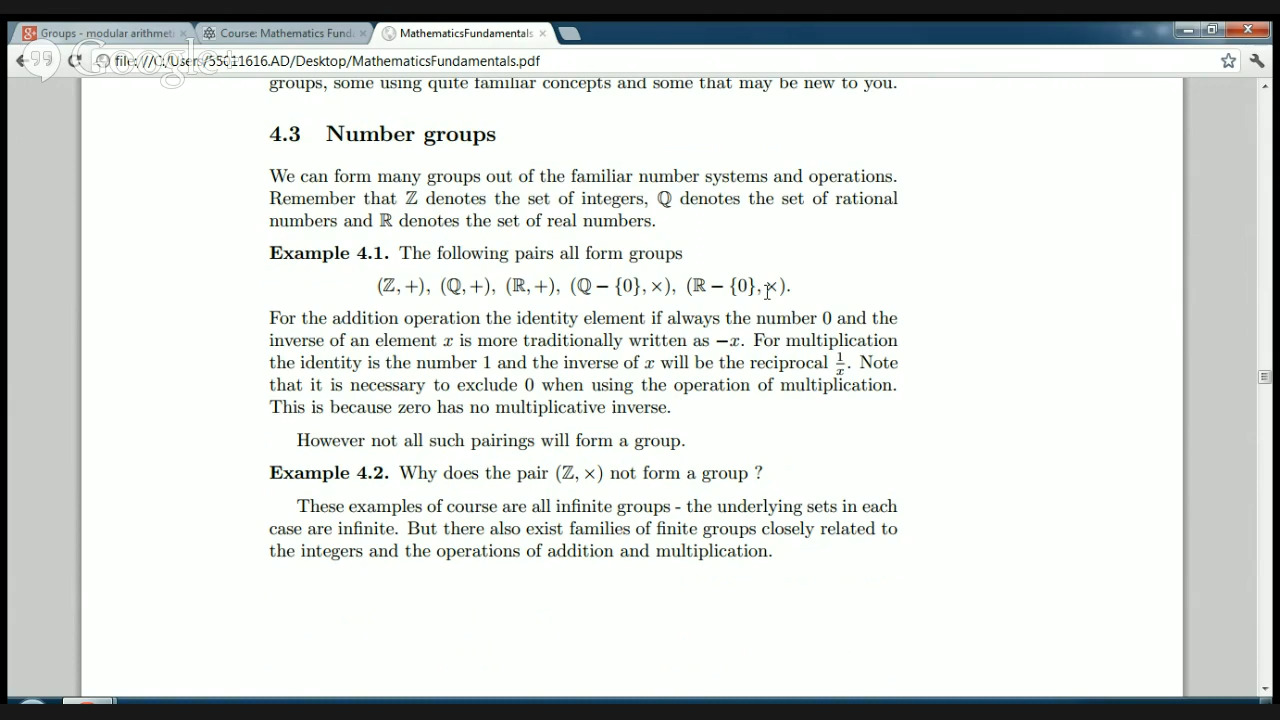 Groups - modular arithmeti
Course: Mathematics Fund
MathematicsFundamentals
Google+
file:///C:/Users/55011616.AD/Desktop/MathematicsFundamentals.pdf
groups, some using quite familiar concepts and some that may be new to you.
4.3 Number groups
We can form many groups out of the familiar number systems and operations.
Remember that ℤ denotes the set of integers, ℚ denotes the set of rational
numbers and ℝ denotes the set of real numbers.
Example 4.1. The following pairs all form groups
(ℤ, +), (ℚ, +), (ℝ, +), (ℚ − {0}, ×), (ℝ − {0}, ×).
For the addition operation the identity element if always the number 0 and the
inverse of an element x is more traditionally written as −x. For multiplication
the identity is the number 1 and the inverse of x will be the reciprocal 1/x. Note
that it is necessary to exclude 0 when using the operation of multiplication.
This is because zero has no multiplicative inverse.
However not all such pairings will form a group.
Example 4.2. Why does the pair (ℤ, ×) not form a group ?
These examples of course are all infinite groups - the underlying sets in each
case are infinite. But there also exist families of finite groups closely related to
the integers and the operations of addition and multiplication.